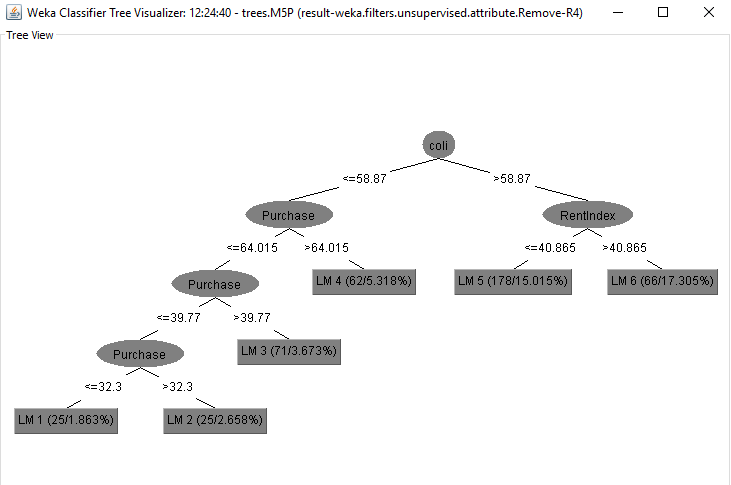 Weka Classifier Tree Visualizer: 12:24:40 - trees.M5P (result-weka.filters.unsupervised.attribute.Remove-R4)
Tree View
coli
<=58.87 >58.87
Purchase RentIndex
<=64.015 >64.015 <=40.865 >40.865
Purchase LM 4 (62/5.318%) LM 5 (178/15.015%) LM 6 (66/17.305%)
<=39.77 >39.77
Purchase LM 3 (71/3.673%)
<=32.3 >32.3
LM 1 (25/1.863%) LM 2 (25/2.658%)